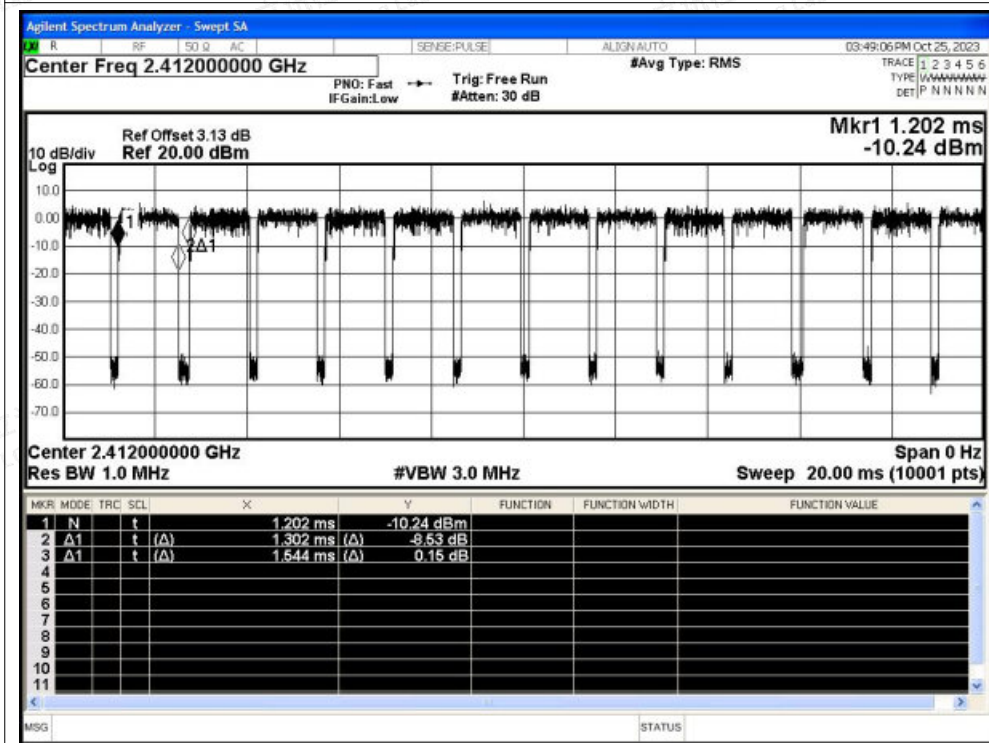 Agilent Spectrum Analyzer - Swept SA
LXI R RF 50 Ω AC SENSE:PULSE ALIGN AUTO 03:49:06 PM Oct 25, 2023
Center Freq 2.412000000 GHz #Avg Type: RMS TRACE 1 2 3 4 5 6
PNO: Fast Trig: Free Run TYPE WWWWWW
IFGain:Low #Atten: 30 dB DET P N N N N N
Mkr1 1.202 ms
Ref Offset 3.13 dB
10 dB/div Ref 20.00 dBm -10.24 dBm
Log
10.0
0.00
1
-10.0
2Δ1
-20.0
-30.0
-40.0
-50.0
-60.0
-70.0
Center 2.412000000 GHz Span 0 Hz
Res BW 1.0 MHz #VBW 3.0 MHz Sweep 20.00 ms (10001 pts)
MKR MODE TRC SCL X Y FUNCTION FUNCTION WIDTH FUNCTION VALUE
1 N t 1.202 ms -10.24 dBm
2 Δ1 t (Δ) 1.302 ms (Δ) -8.53 dB
3 Δ1 t (Δ) 1.544 ms (Δ) 0.15 dB
4
5
6
7
8
9
10
11
MSG STATUS